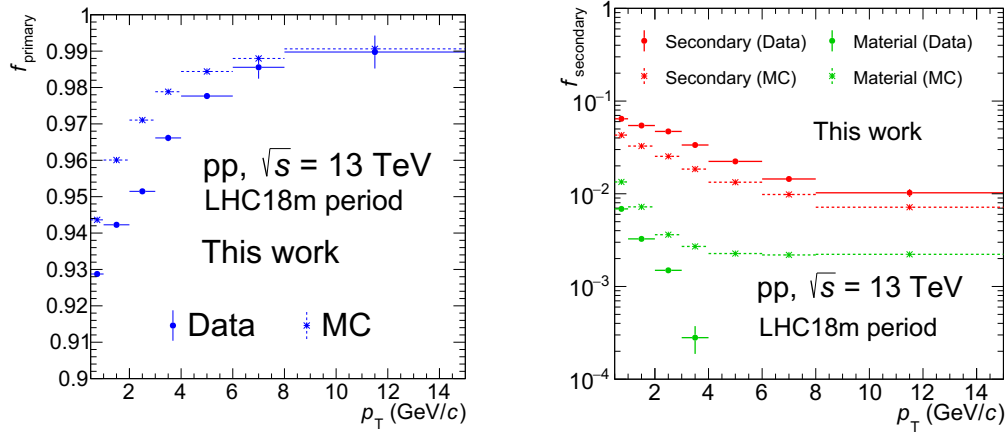 f_primary
1
0.99
0.98
0.97
0.96
0.95
0.94
0.93
0.92
0.91
0.9
pp, √s = 13 TeV
LHC18m period
This work
Data
MC
2 4 6 8 10 12 14
p_T (GeV/c)
f_secondary
1
10⁻¹
10⁻²
10⁻³
10⁻⁴
Secondary (Data) Material (Data)
Secondary (MC) Material (MC)
This work
pp, √s = 13 TeV
LHC18m period
2 4 6 8 10 12 14
p_T (GeV/c)